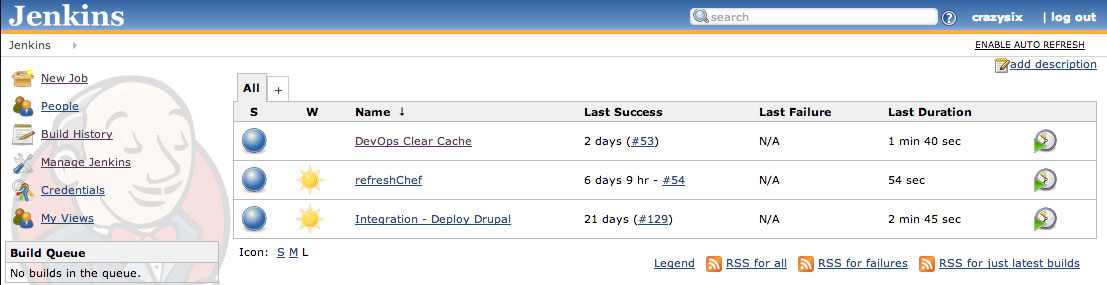 Jenkins
search
?
crazysix | log out
Jenkins
ENABLE AUTO REFRESH
add description
New Job
People
Build History
Manage Jenkins
Credentials
My Views
Build Queue
No builds in the queue.
All +
S W Name ↓ Last Success Last Failure Last Duration
DevOps Clear Cache 2 days (#53) N/A 1 min 40 sec
refreshChef 6 days 9 hr - #54 N/A 54 sec
Integration - Deploy Drupal 21 days (#129) N/A 2 min 45 sec
Icon: S M L
Legend RSS for all RSS for failures RSS for just latest builds